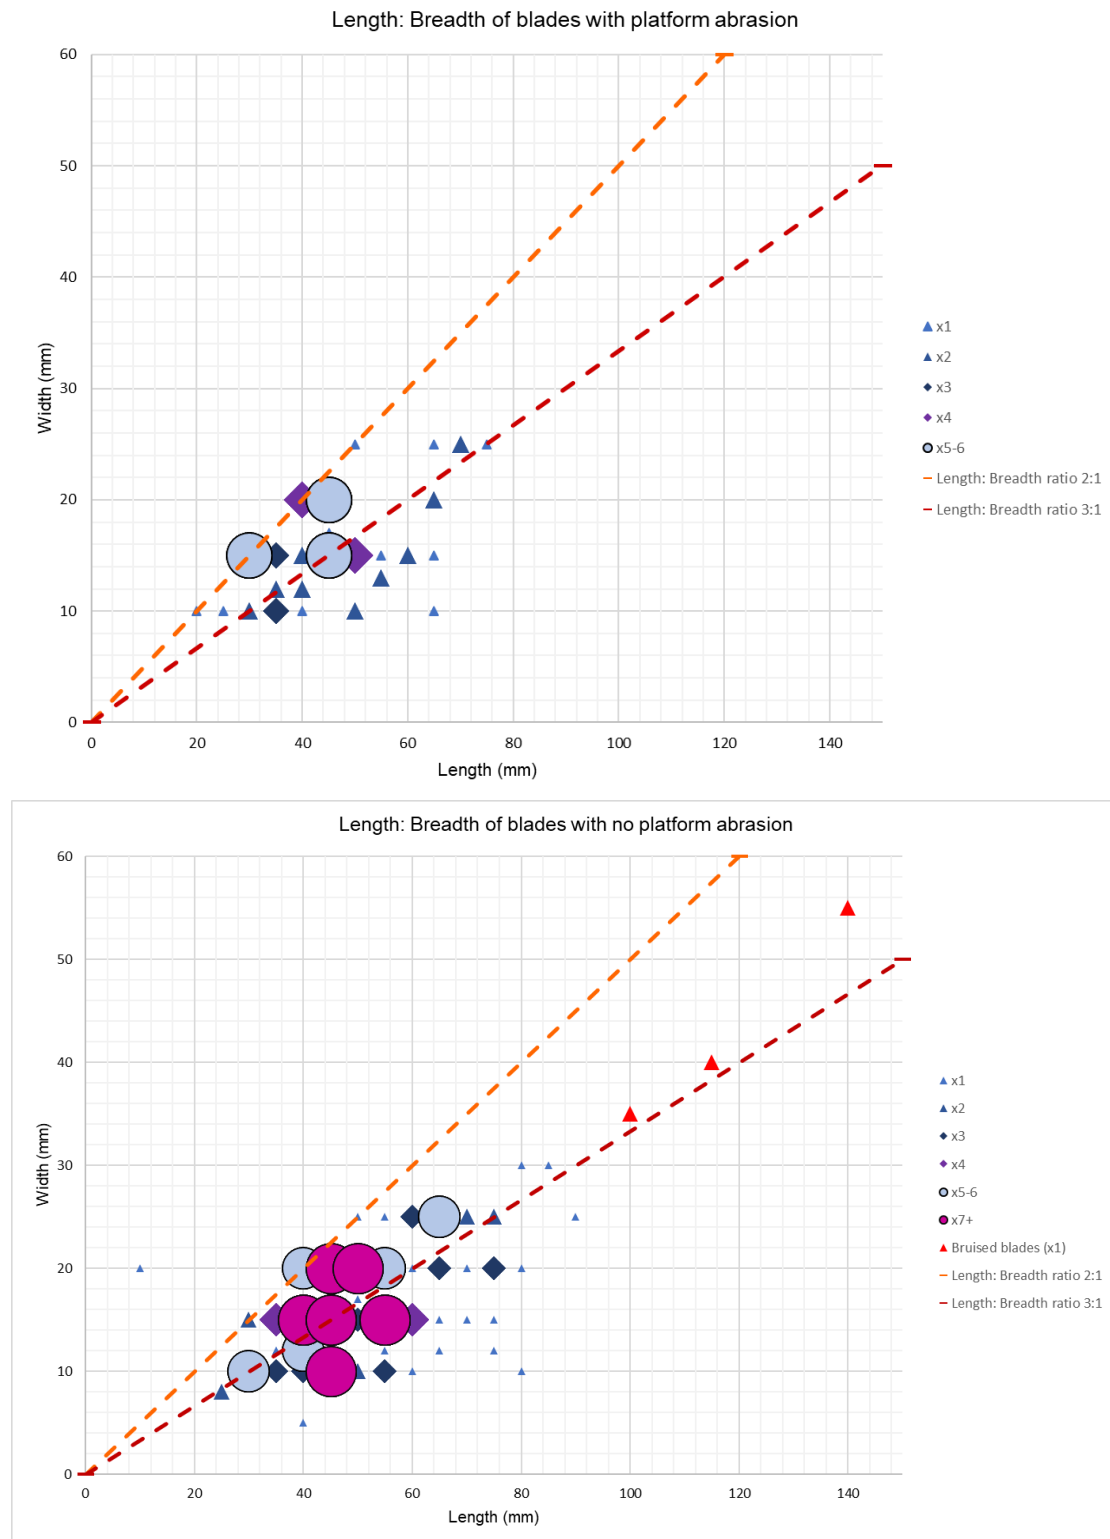 Length: Breadth of blades with platform abrasion
60
50
40
30
20
10
0
Width (mm)
0 20 40 60 80 100 120 140
Length (mm)
x1
x2
x3
x4
x5-6
Length: Breadth ratio 2:1
Length: Breadth ratio 3:1
Length: Breadth of blades with no platform abrasion
60
50
40
30
20
10
0
Width (mm)
0 20 40 60 80 100 120 140
Length (mm)
x1
x2
x3
x4
x5-6
x7+
Bruised blades (x1)
Length: Breadth ratio 2:1
Length: Breadth ratio 3:1